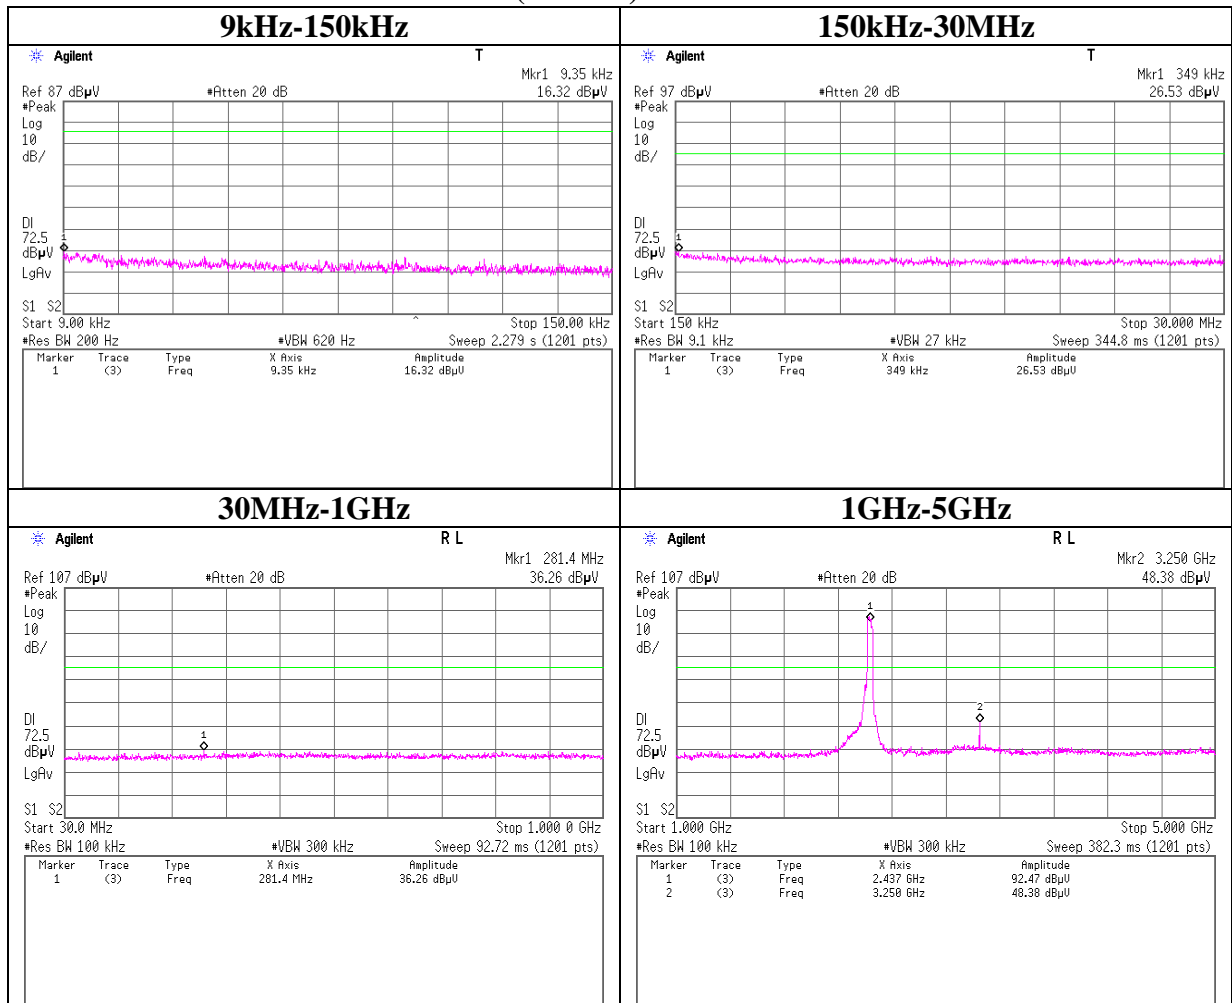 9kHz-150kHz
Agilent T
Mkr1 9.35 kHz
Ref 87 dBµV #Atten 20 dB 16.32 dBµV
#Peak
Log
10
dB/
DI
72.5
dBµV
LgAv
1
S1 S2
Start 9.00 kHz ^ Stop 150.00 kHz
#Res BW 200 Hz #VBW 620 Hz Sweep 2.279 s (1201 pts)
Marker Trace Type X Axis Amplitude
1 (3) Freq 9.35 kHz 16.32 dBµV
150kHz-30MHz
Agilent T
Mkr1 349 kHz
Ref 97 dBµV #Atten 20 dB 26.53 dBµV
#Peak
Log
10
dB/
DI
72.5
dBµV
LgAv
1
S1 S2
Start 150 kHz Stop 30.000 MHz
#Res BW 9.1 kHz #VBW 27 kHz Sweep 344.8 ms (1201 pts)
Marker Trace Type X Axis Amplitude
1 (3) Freq 349 kHz 26.53 dBµV
30MHz-1GHz
Agilent R L
Mkr1 281.4 MHz
Ref 107 dBµV #Atten 20 dB 36.26 dBµV
#Peak
Log
10
dB/
DI
72.5
dBµV
LgAv
1
S1 S2
Start 30.0 MHz Stop 1.000 0 GHz
#Res BW 100 kHz #VBW 300 kHz Sweep 92.72 ms (1201 pts)
Marker Trace Type X Axis Amplitude
1 (3) Freq 281.4 MHz 36.26 dBµV
1GHz-5GHz
Agilent R L
Mkr2 3.250 GHz
Ref 107 dBµV #Atten 20 dB 48.38 dBµV
#Peak
Log
10
dB/
1
2
DI
72.5
dBµV
LgAv
S1 S2
Start 1.000 GHz Stop 5.000 GHz
#Res BW 100 kHz #VBW 300 kHz Sweep 382.3 ms (1201 pts)
Marker Trace Type X Axis Amplitude
1 (3) Freq 2.437 GHz 92.47 dBµV
2 (3) Freq 3.250 GHz 48.38 dBµV